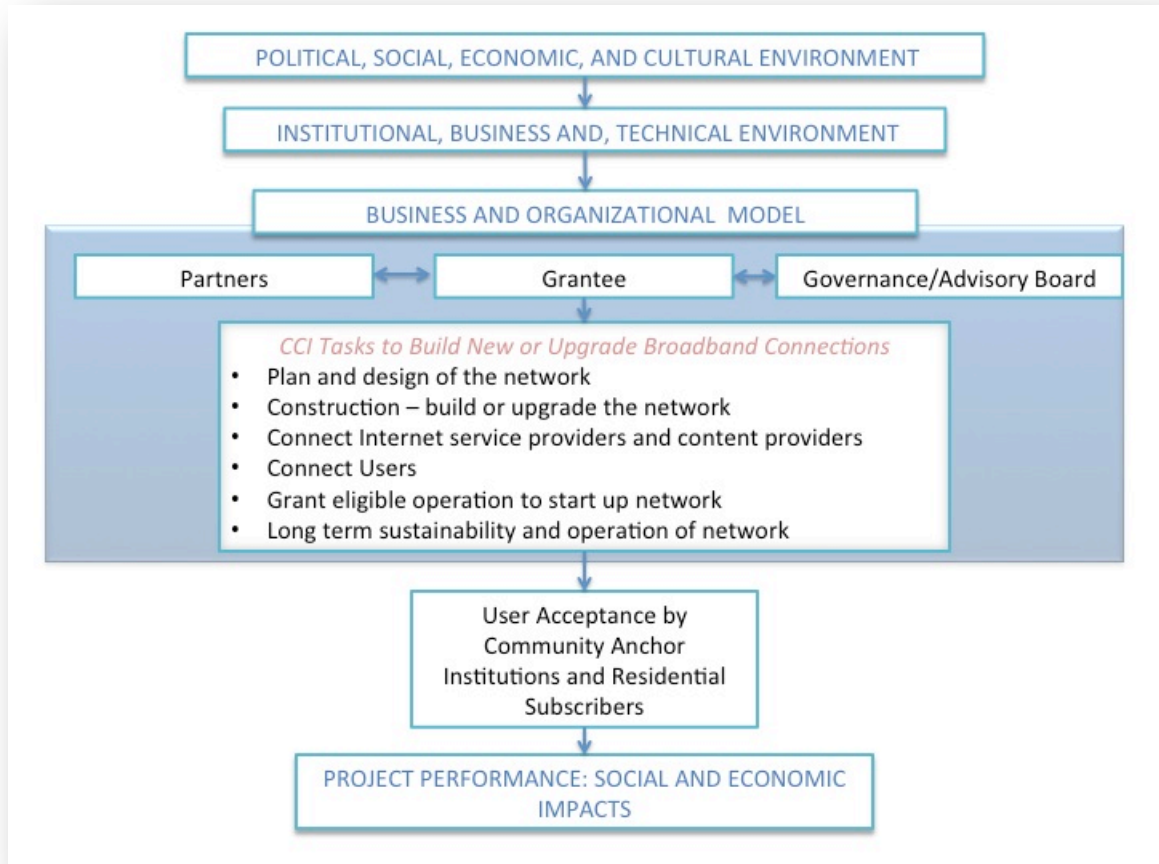 POLITICAL, SOCIAL, ECONOMIC, AND CULTURAL ENVIRONMENT
INSTITUTIONAL, BUSINESS AND, TECHNICAL ENVIRONMENT
BUSINESS AND ORGANIZATIONAL MODEL
Partners
Grantee
Governance/Advisory Board
CCI Tasks to Build New or Upgrade Broadband Connections
• Plan and design of the network
• Construction – build or upgrade the network
• Connect Internet service providers and content providers
• Connect Users
• Grant eligible operation to start up network
• Long term sustainability and operation of network
User Acceptance by
Community Anchor
Institutions and Residential
Subscribers
PROJECT PERFORMANCE: SOCIAL AND ECONOMIC
IMPACTS